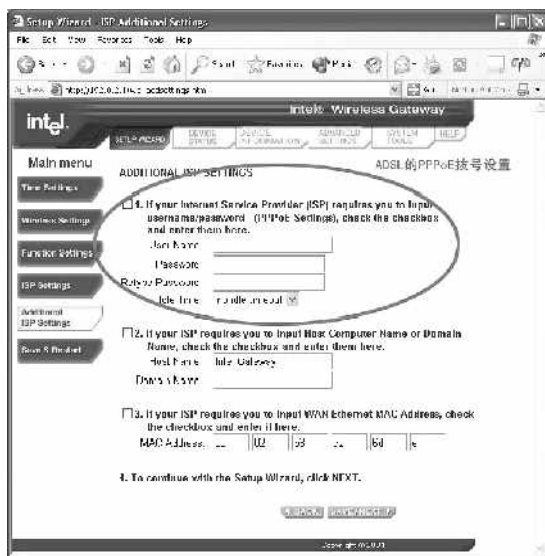 Setup Wizard - ISP Additional Settings
File Edit View Favorites Tools Help
intel.
Intel® Wireless Gateway
SETUP WIZARD
DEVICE STATUS
DEVICE INFORMATION
ADVANCED SETTINGS
SYSTEM TOOLS
HELP
Main menu
ADSL的PPPoE拨号设置
ADDITIONAL ISP SETTINGS
Time Settings
Wireless Settings
Function Settings
ISP Settings
Additional
ISP Settings
Save & Restart
1. If your Internet Service Provider (ISP) requires you to Input
username/password (PPPoE Settings), check the checkbox
and enter them here.
User Name
Password
Retype Password
Idle Time
no idle timeout
2. If your ISP requires you to Input Host Computer Name or Domain
Name, check the checkbox and enter them here.
Host Name
Intel Gateway
Domain Name
3. If your ISP requires you to Input WAN Ethernet MAC Address, check
the checkbox and enter it here.
MAC Address:
02
6d
4. To continue with the Setup Wizard, click NEXT.
BACK
SAVE/NEXT